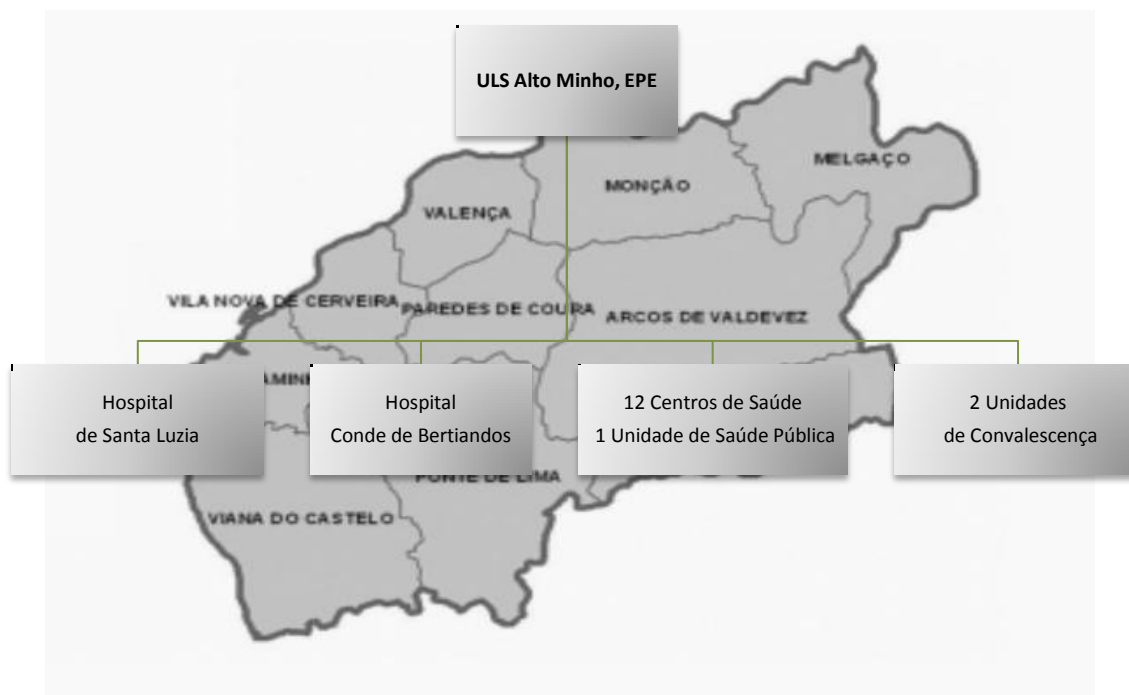 ULS Alto Minho, EPE
MELGAÇO
MONÇÃO
VALENÇA
VILA NOVA DE CERVEIRA
PAREDES DE COURA
ARCOS DE VALDEVEZ
Hospital
de Santa Luzia
Hospital
Conde de Bertiandos
12 Centros de Saúde
1 Unidade de Saúde Pública
2 Unidades
de Convalescença
PONTE DE LIMA
VIANA DO CASTELO